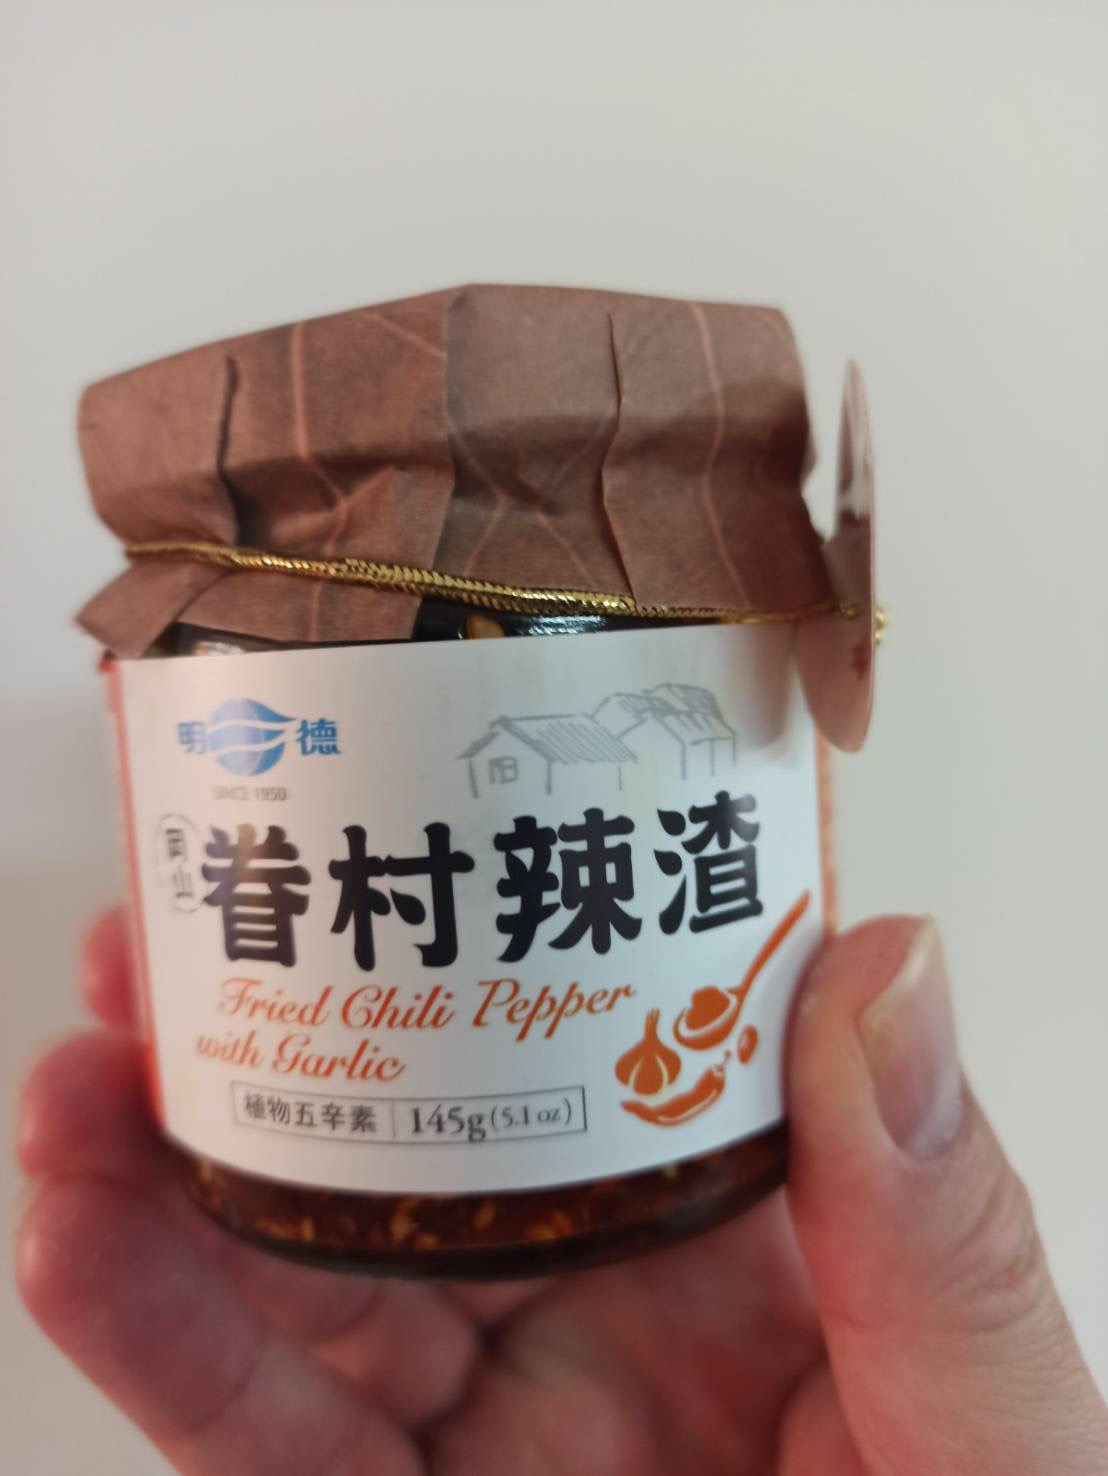 明德
SINCE 1950
岡山
眷村辣渣
Fried Chili Pepper
with Garlic
植物五辛素 145g(5.1 oz)